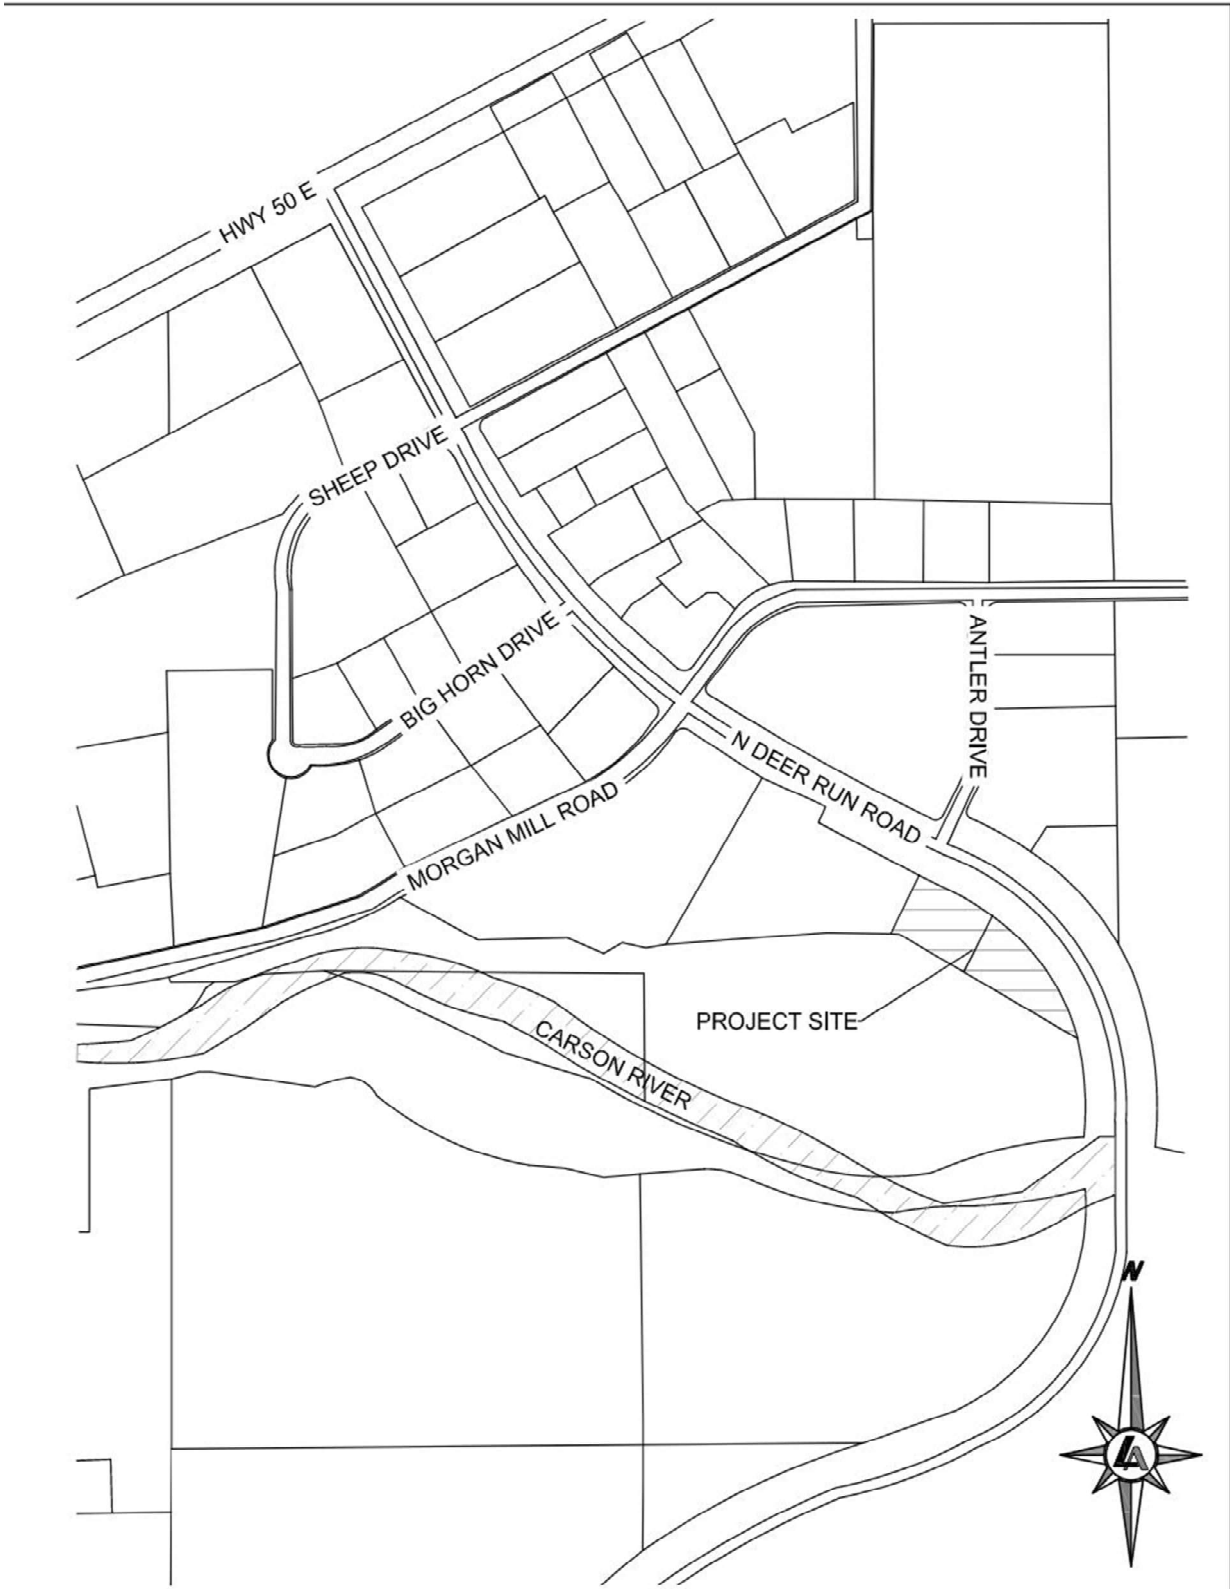 HWY 50 E
SHEEP DRIVE
BIG HORN DRIVE
ANTLER DRIVE
N DEER RUN ROAD
MORGAN MILL ROAD
PROJECT SITE
CARSON RIVER
N
LA